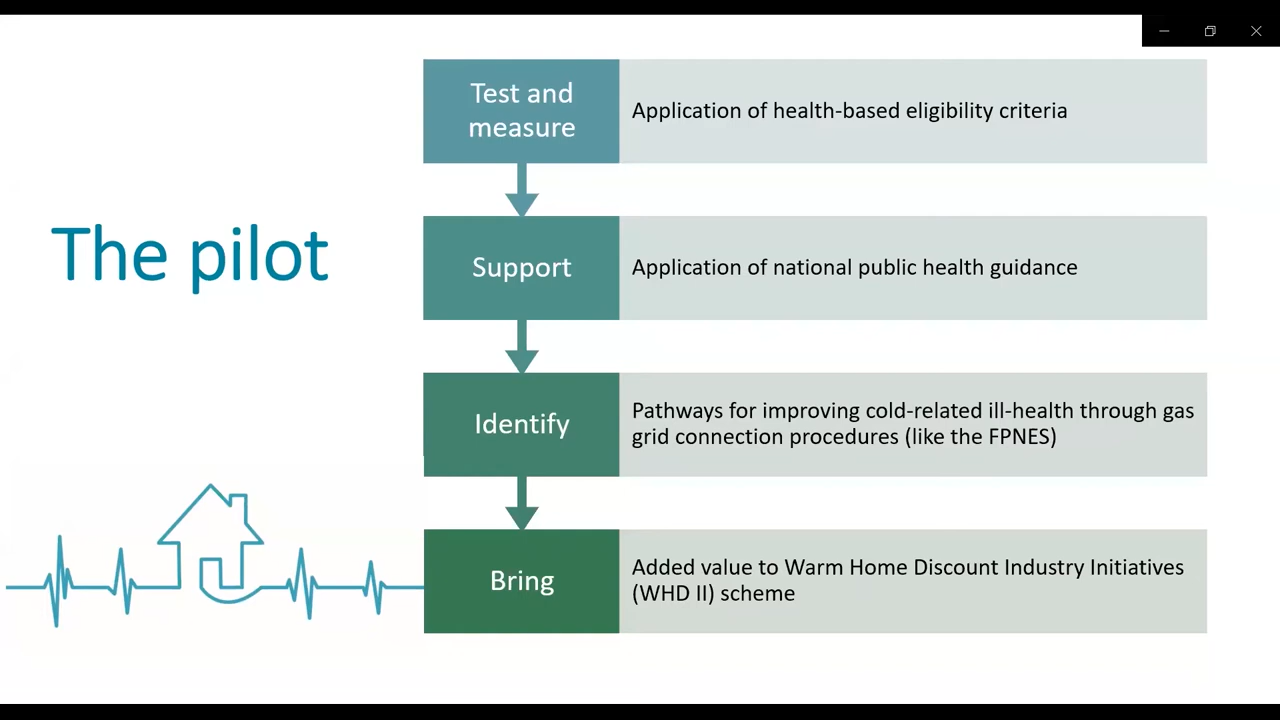 The pilot
Test and
measure
Application of health-based eligibility criteria
Support
Application of national public health guidance
Identify
Pathways for improving cold-related ill-health through gas
grid connection procedures (like the FPNES)
Bring
Added value to Warm Home Discount Industry Initiatives
(WHD II) scheme